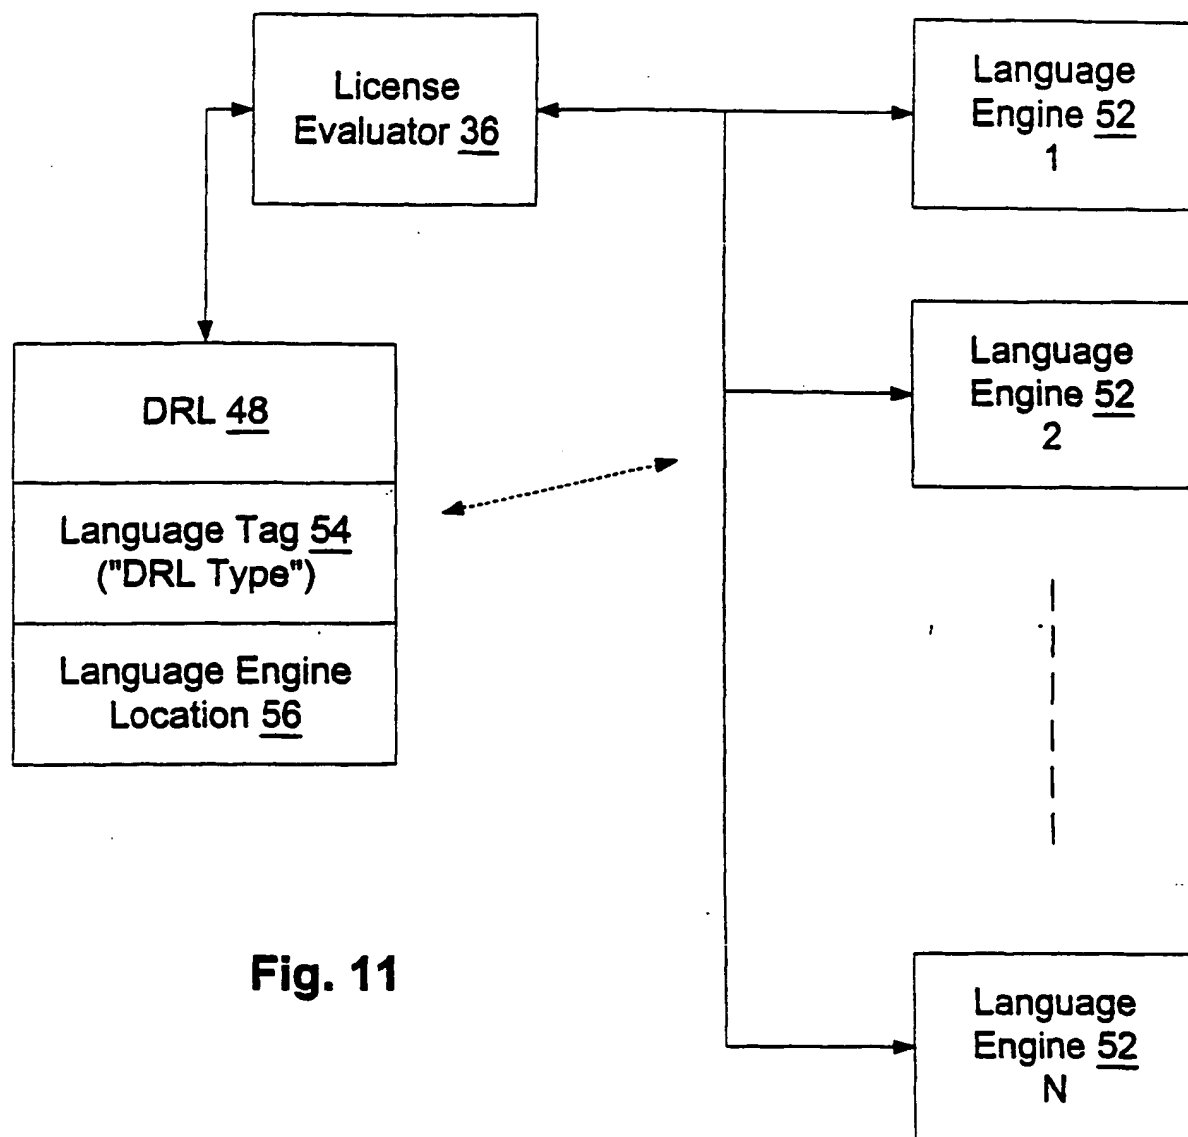 License
Evaluator 36
Language
Engine 52
1
Language
Engine 52
2
DRL 48
Language Tag 54
("DRL Type")
Language Engine
Location 56
Fig. 11
Language
Engine 52
N